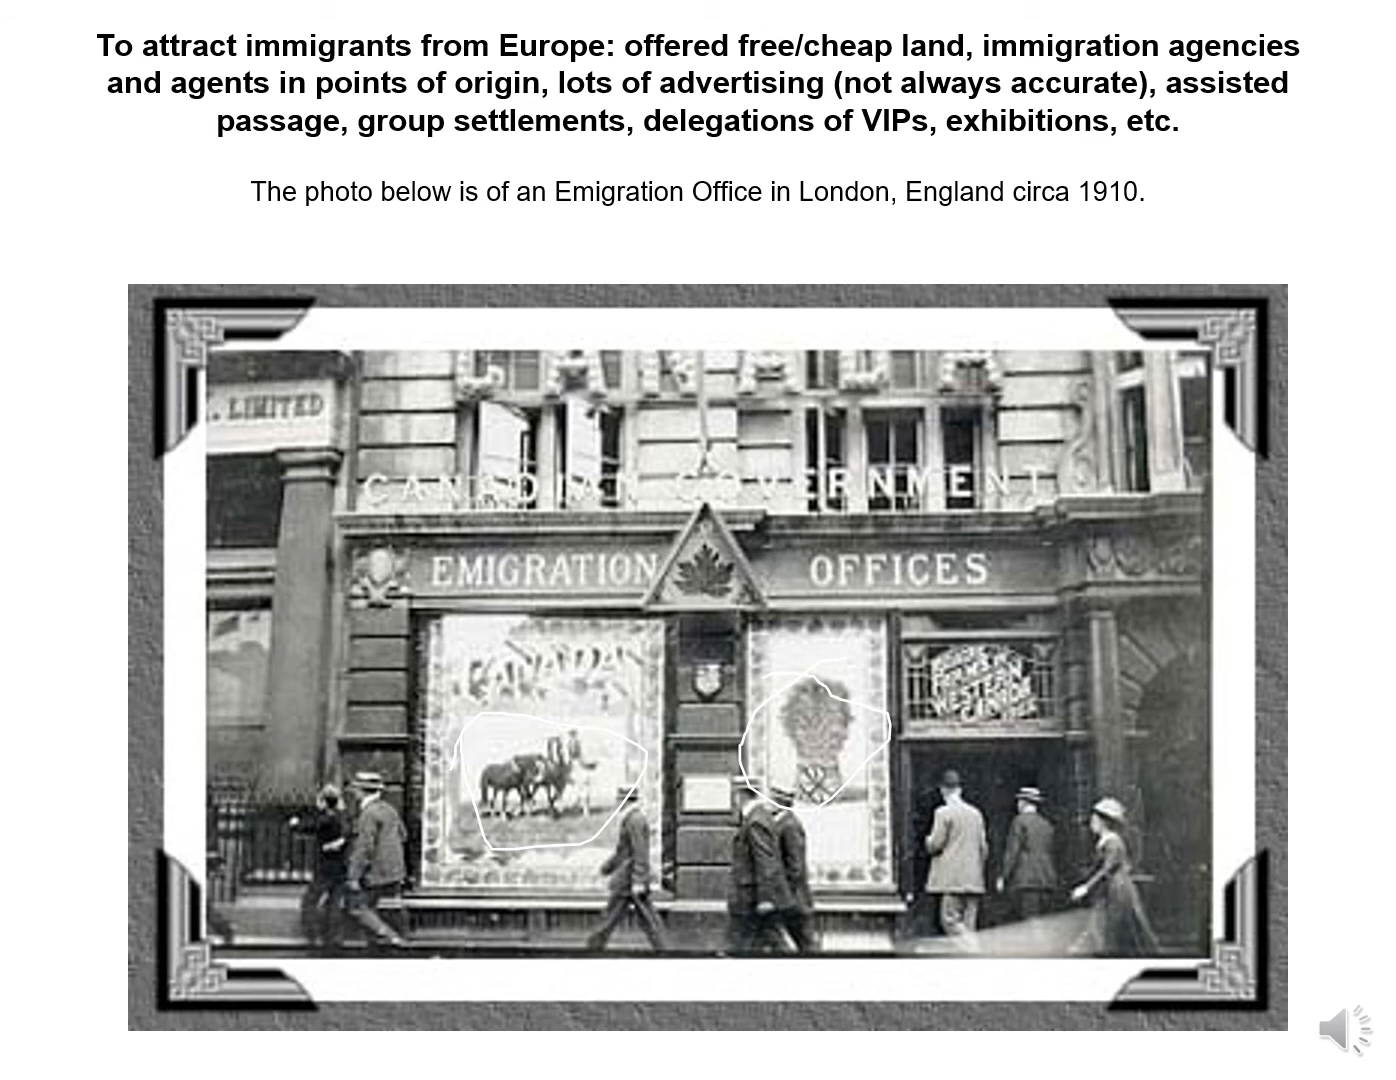 To attract immigrants from Europe: offered free/cheap land, immigration agencies
and agents in points of origin, lots of advertising (not always accurate), assisted
passage, group settlements, delegations of VIPs, exhibitions, etc.
The photo below is of an Emigration Office in London, England circa 1910.
. LIMITED
CANADIAN GOVERNMENT
EMIGRATION OFFICES
CANADA
WESTERN